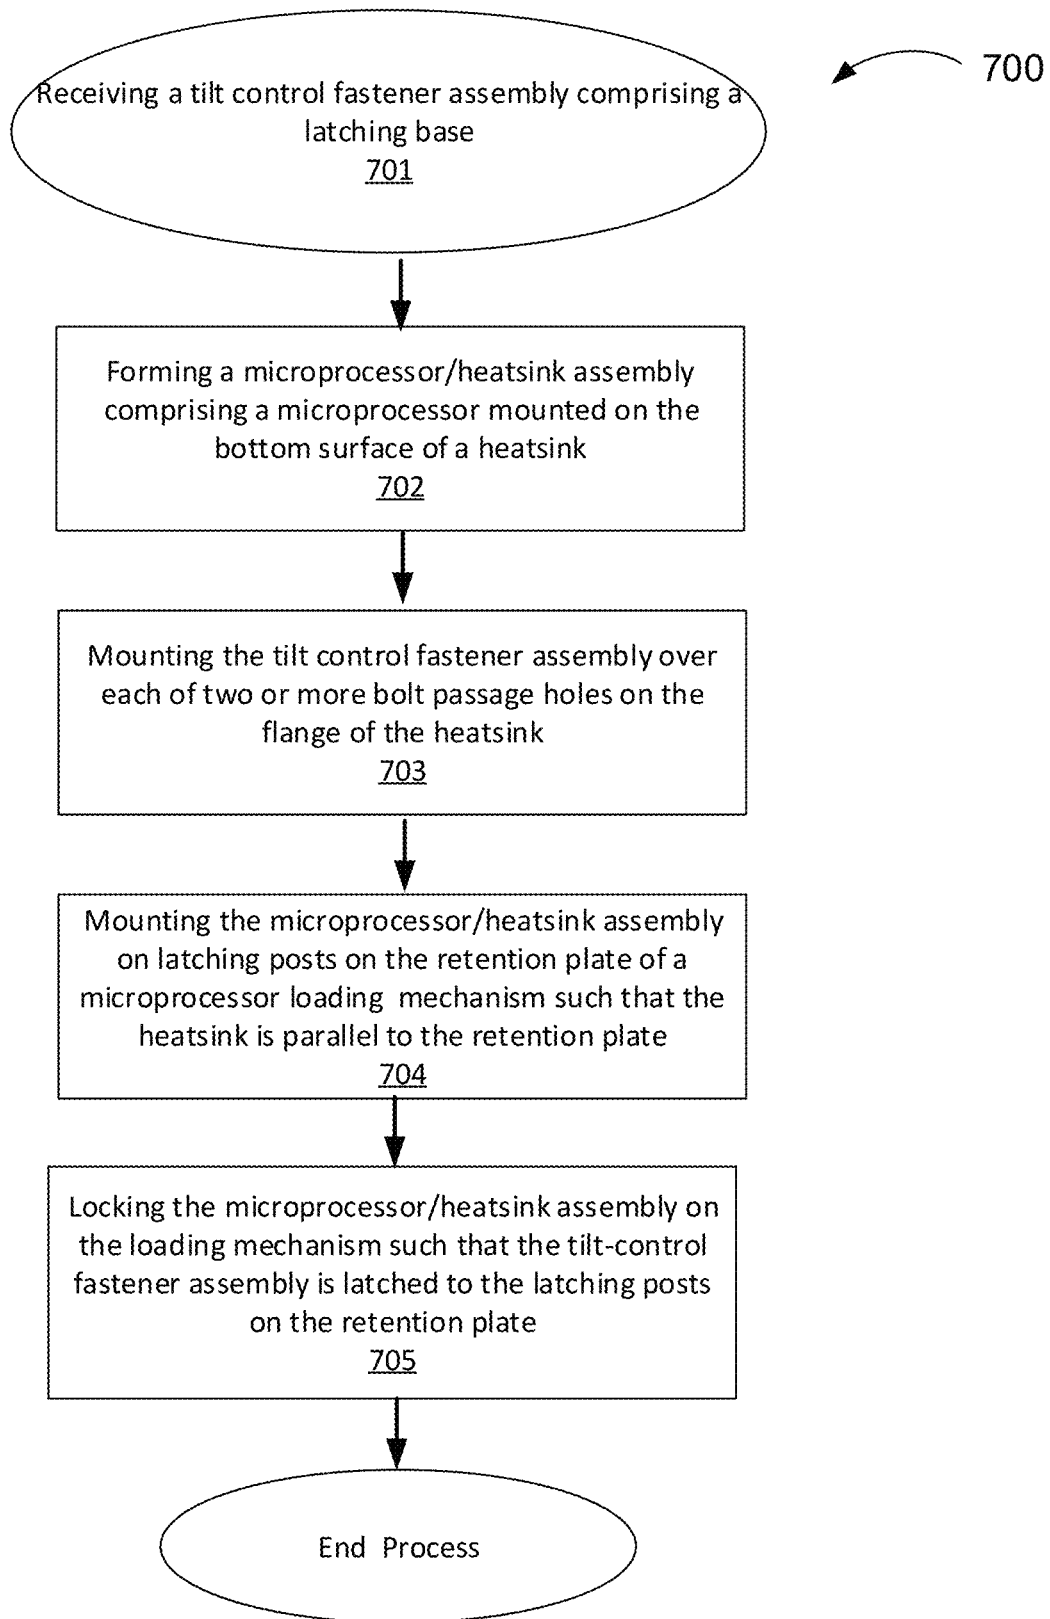 700
Receiving a tilt control fastener assembly comprising a
latching base
701
Forming a microprocessor/heatsink assembly
comprising a microprocessor mounted on the
bottom surface of a heatsink
702
Mounting the tilt control fastener assembly over
each of two or more bolt passage holes on the
flange of the heatsink
703
Mounting the microprocessor/heatsink assembly
on latching posts on the retention plate of a
microprocessor loading mechanism such that the
heatsink is parallel to the retention plate
704
Locking the microprocessor/heatsink assembly on
the loading mechanism such that the tilt-control
fastener assembly is latched to the latching posts
on the retention plate
705
End Process